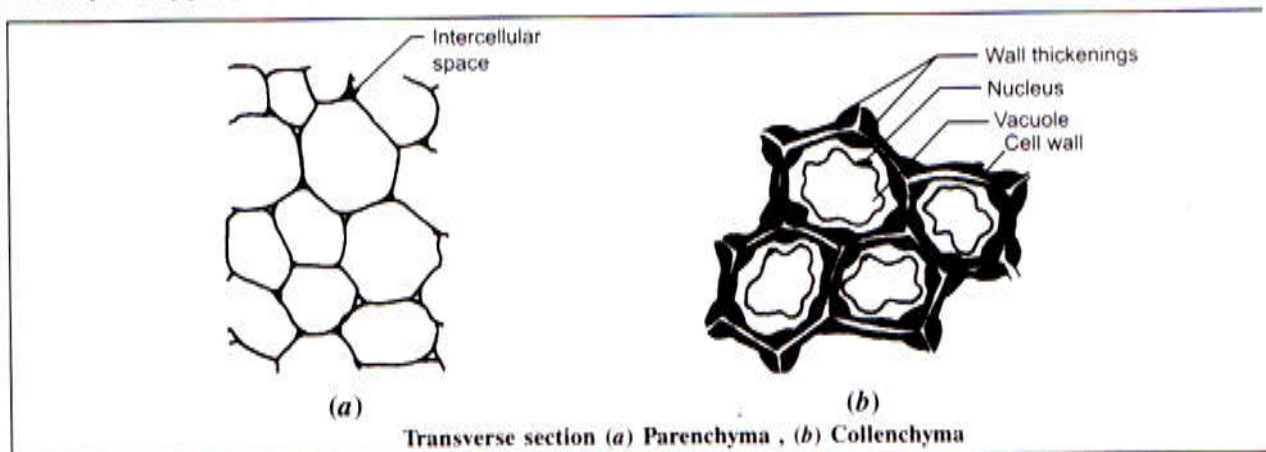 Intercellular
space
Wall thickenings
Nucleus
Vacuole
Cell wall
(a)
(b)
Transverse section (a) Parenchyma , (b) Collenchyma